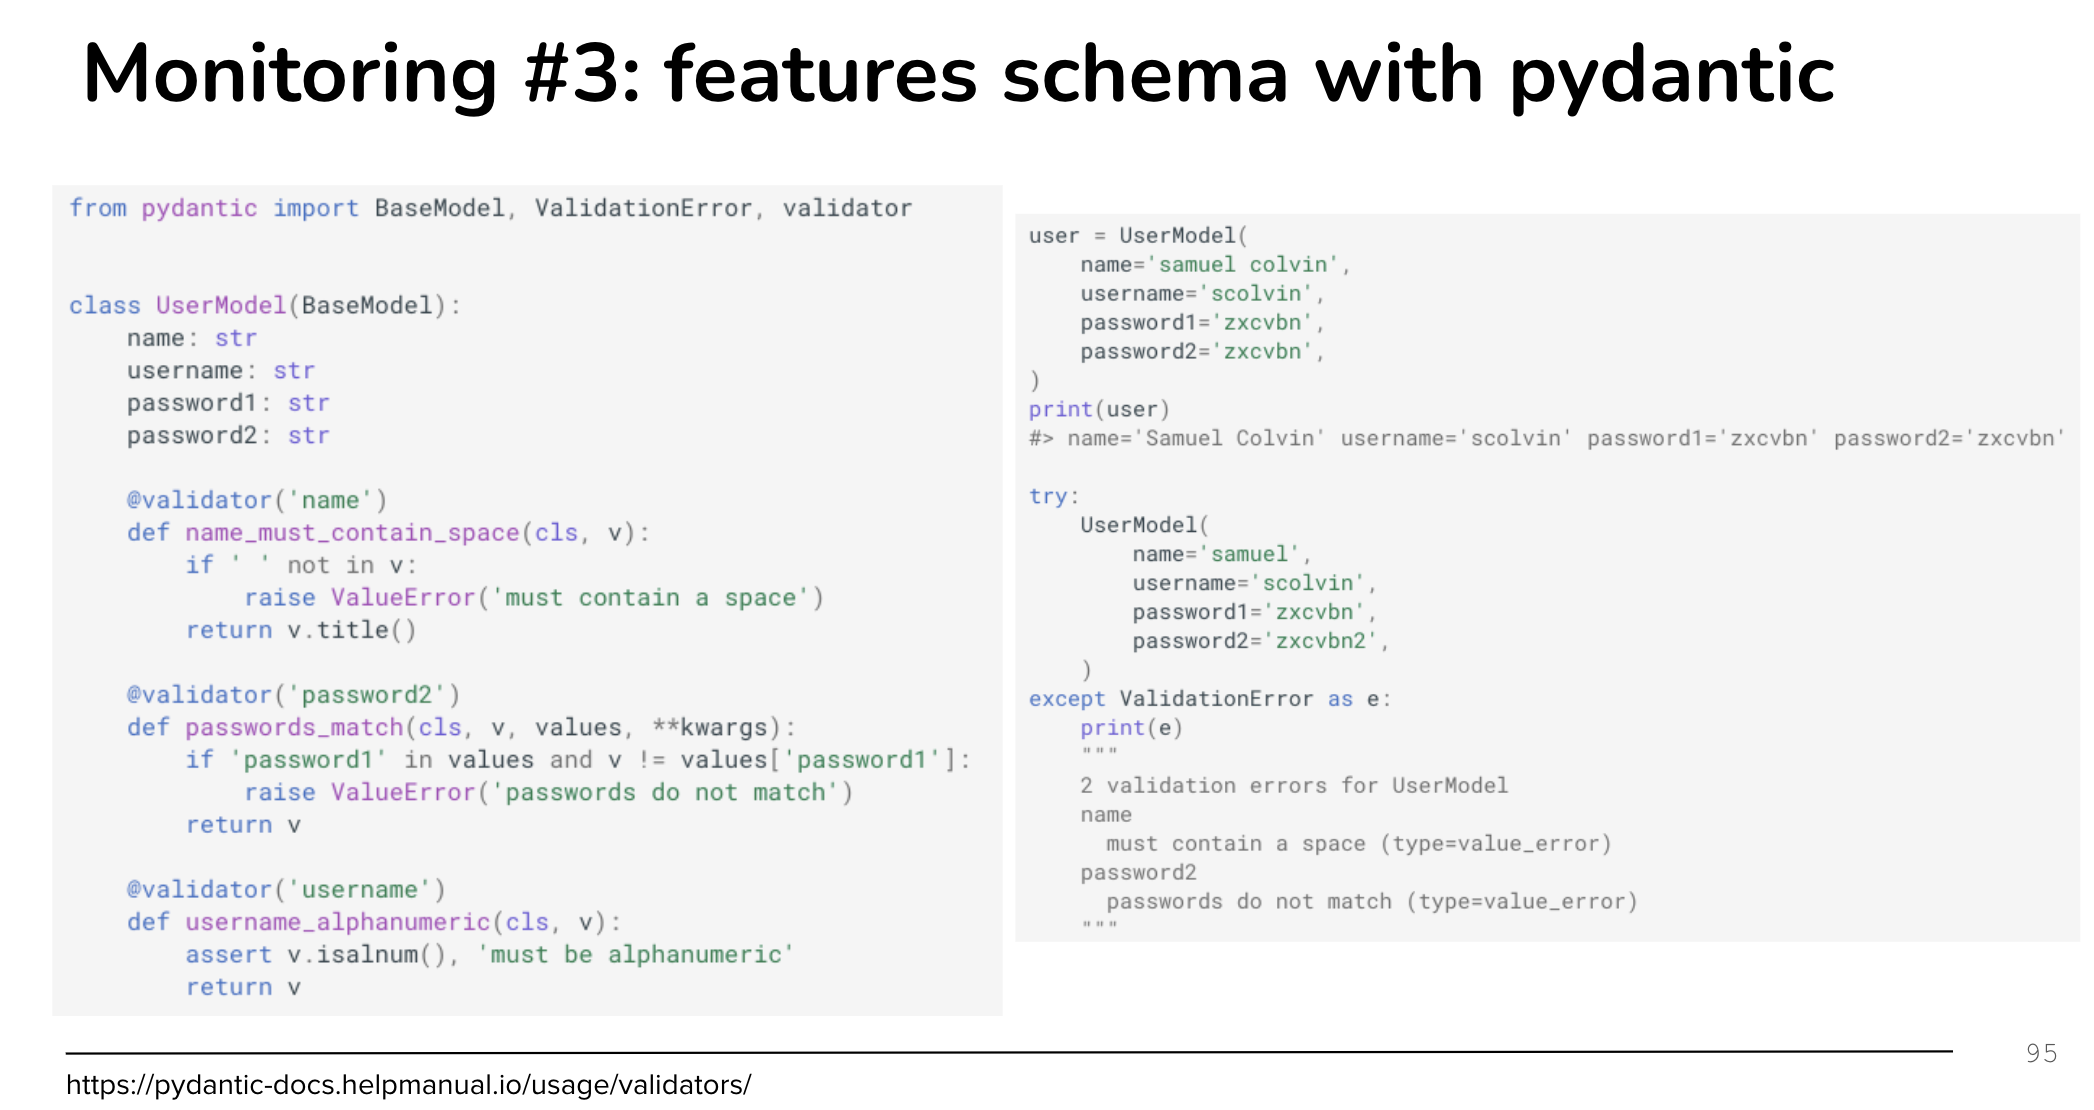 Monitoring #3: features schema with pydantic
from pydantic import BaseModel, ValidationError, validator
class UserModel(BaseModel):
    name: str
    username: str
    password1: str
    password2: str
    @validator('name')
    def name_must_contain_space(cls, v):
        if ' ' not in v:
            raise ValueError('must contain a space')
        return v.title()
    @validator('password2')
    def passwords_match(cls, v, values, **kwargs):
        if 'password1' in values and v != values['password1']:
            raise ValueError('passwords do not match')
        return v
    @validator('username')
    def username_alphanumeric(cls, v):
        assert v.isalnum(), 'must be alphanumeric'
        return v
user = UserModel(
    name='samuel colvin',
    username='scolvin',
    password1='zxcvbn',
    password2='zxcvbn',
)
print(user)
#> name='Samuel Colvin' username='scolvin' password1='zxcvbn' password2='zxcvbn'
try:
    UserModel(
        name='samuel',
        username='scolvin',
        password1='zxcvbn',
        password2='zxcvbn2',
    )
except ValidationError as e:
    print(e)
    """
    2 validation errors for UserModel
    name
      must contain a space (type=value_error)
    password2
      passwords do not match (type=value_error)
    """
95
https://pydantic-docs.helpmanual.io/usage/validators/